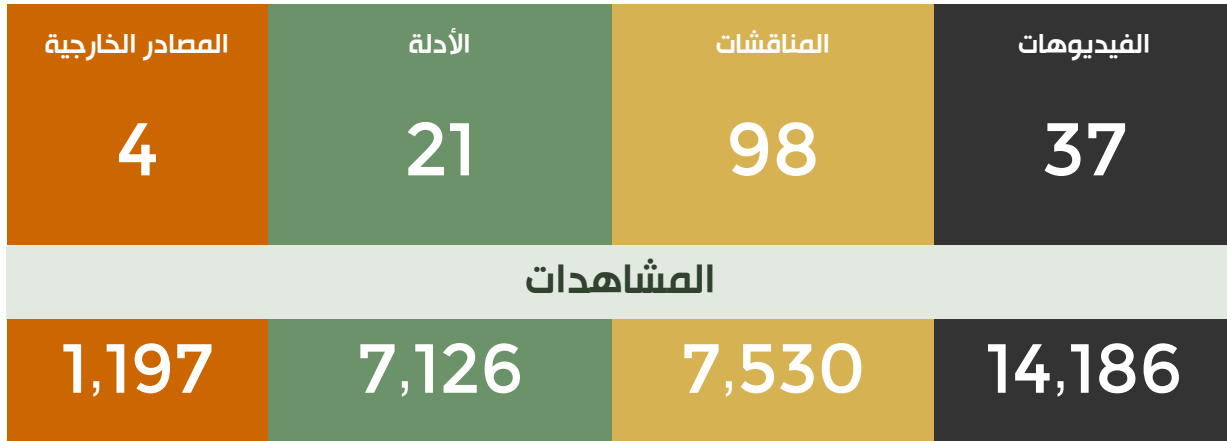 الفيديوهات
37
المناقشات
98
الأدلة
21
المصادر الخارجية
4
المشاهدات
14,186
7,530
7,126
1,197